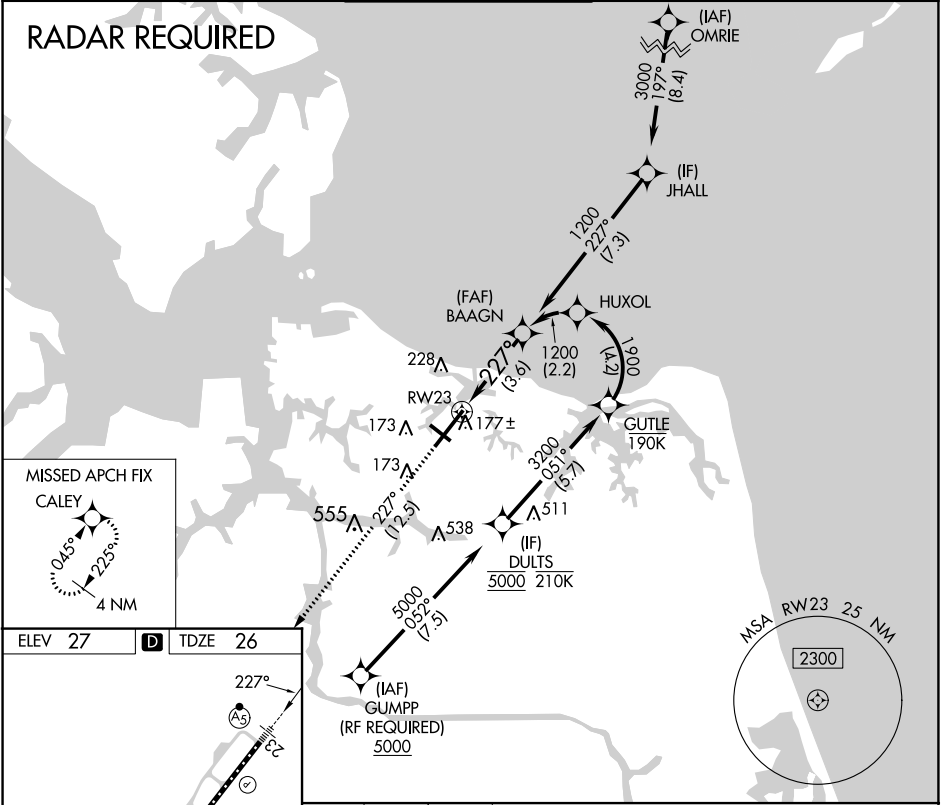 RADAR REQUIRED
(IAF)
OMRIE
3000
197°
(8.4)
(IF)
JHALL
1200
227°
(7.3)
(FAF)
BAAGN
HUXOL
1200
(2.2)
1900
(4.2)
227°
(3.6)
228
RW23
177±
173
GUTLE
190K
173
3200
051°
(5.7)
MISSED APCH FIX
CALEY
045°
225°
4 NM
227°
(12.5)
555
538
511
(IF)
DULTS
5000 210K
5000
052°
(7.5)
MSA RW23 25 NM
2300
ELEV 27 D TDZE 26
227°
A5
23
P
(IAF)
GUMPP
(RF REQUIRED)
5000